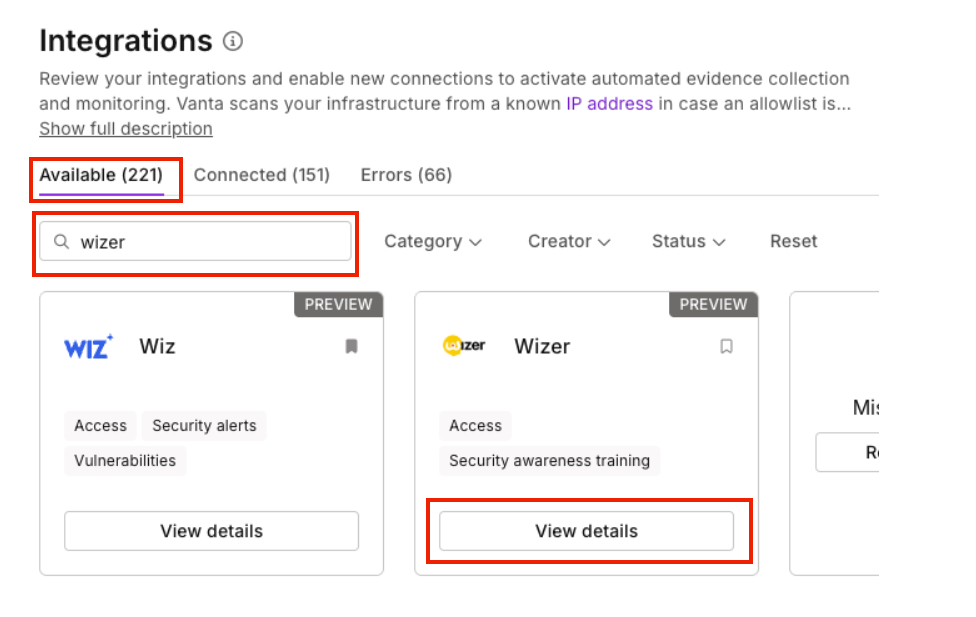 Integrations
Review your integrations and enable new connections to activate automated evidence collection
and monitoring. Vanta scans your infrastructure from a known IP address in case an allowlist is...
Show full description
Available (221) Connected (151) Errors (66)
wizer Category Creator Status Reset
PREVIEW PREVIEW
WIZ Wiz wizer Wizer
Access Security alerts Access
Vulnerabilities Security awareness training
View details View details